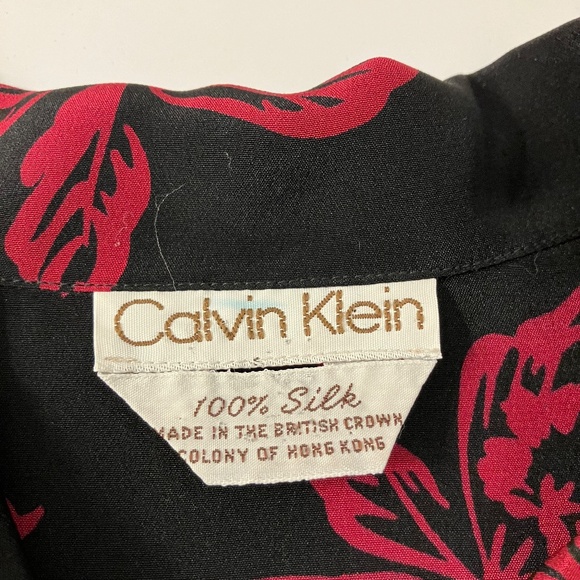 Calvin Klein
S
100% Silk
MADE IN THE BRITISH CROWN
COLONY OF HONG KONG